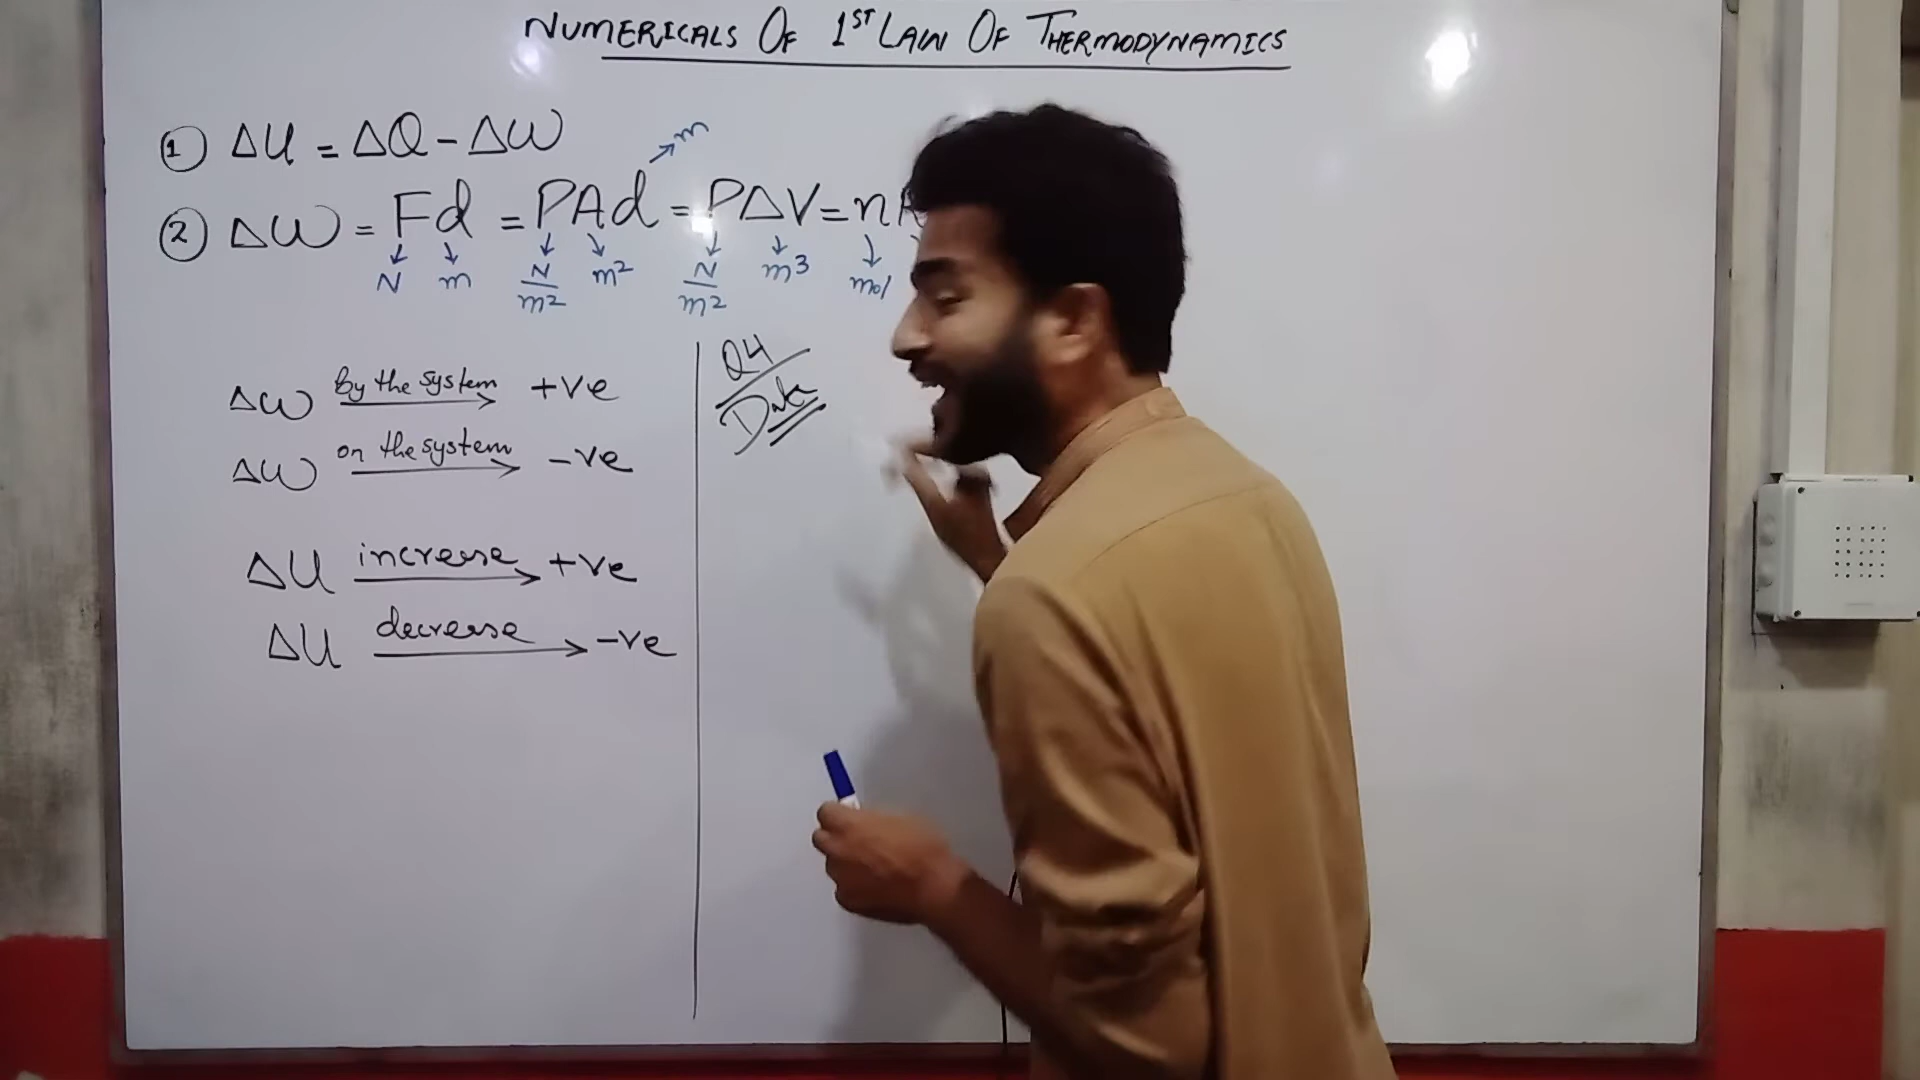 NUMERICALS OF 1ST LAW OF THERMODYNAMICS
① ΔU = ΔQ - ΔW
m
② ΔW = Fd = PAd = PΔV = n
N m N/m² m² N/m² m³ mol
ΔW By the system +ve
ΔW on the system -ve
ΔU increase +ve
ΔU decrease -ve
Q4
Data